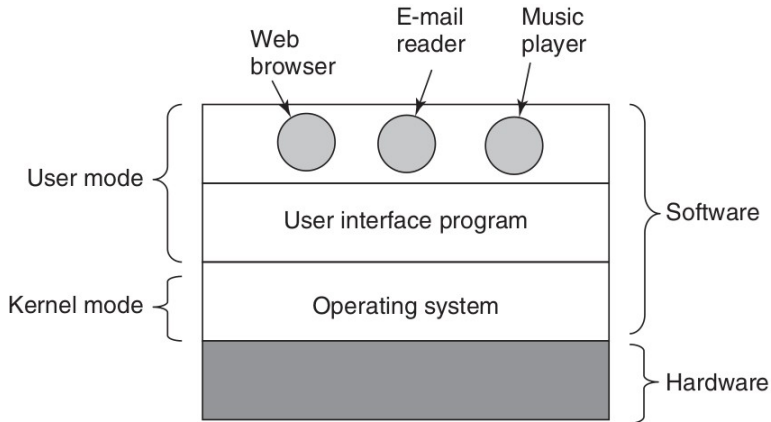 Web
browser
E-mail
reader
Music
player
User mode
User interface program
Software
Kernel mode
Operating system
Hardware